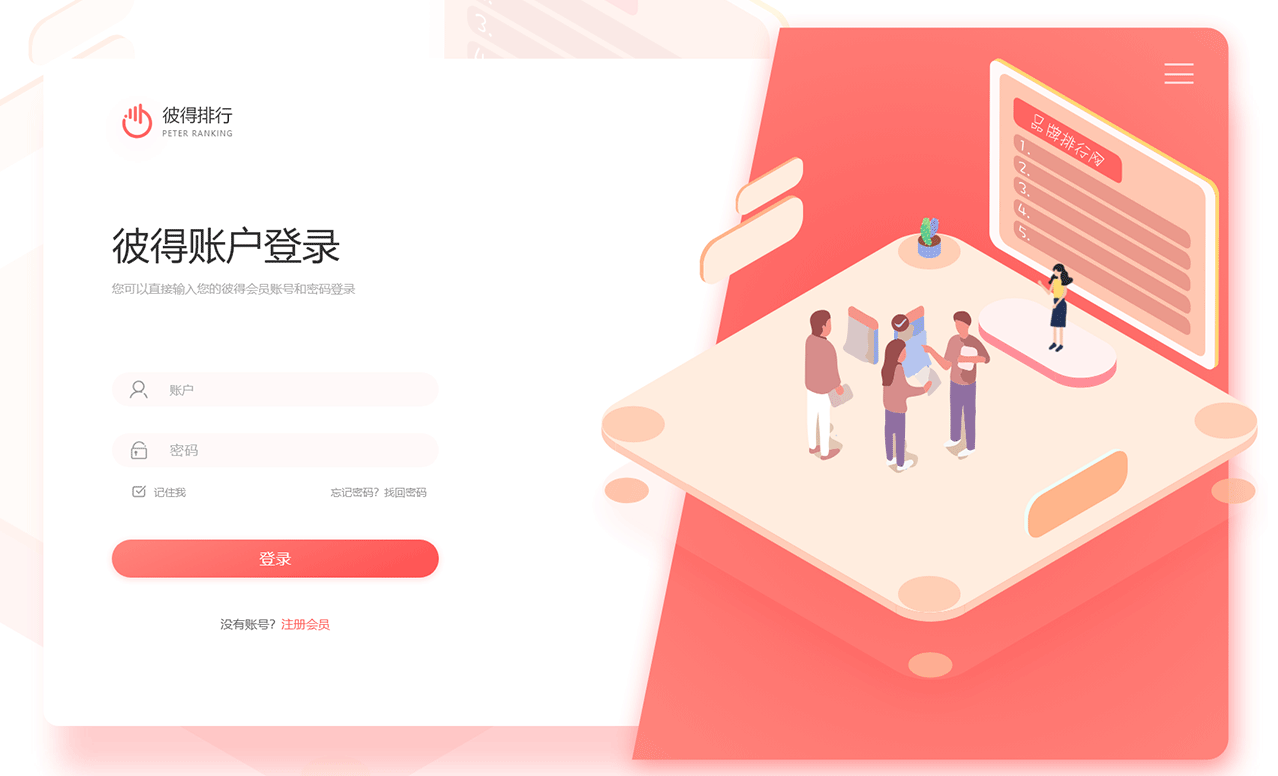 彼得排行
PETER RANKING
彼得账户登录
您可以直接输入您的彼得会员账号和密码登录
账户
密码
记住我
忘记密码? 找回密码
登录
没有账号? 注册会员
品牌排行网
1.
2.
3.
4.
5.
3.